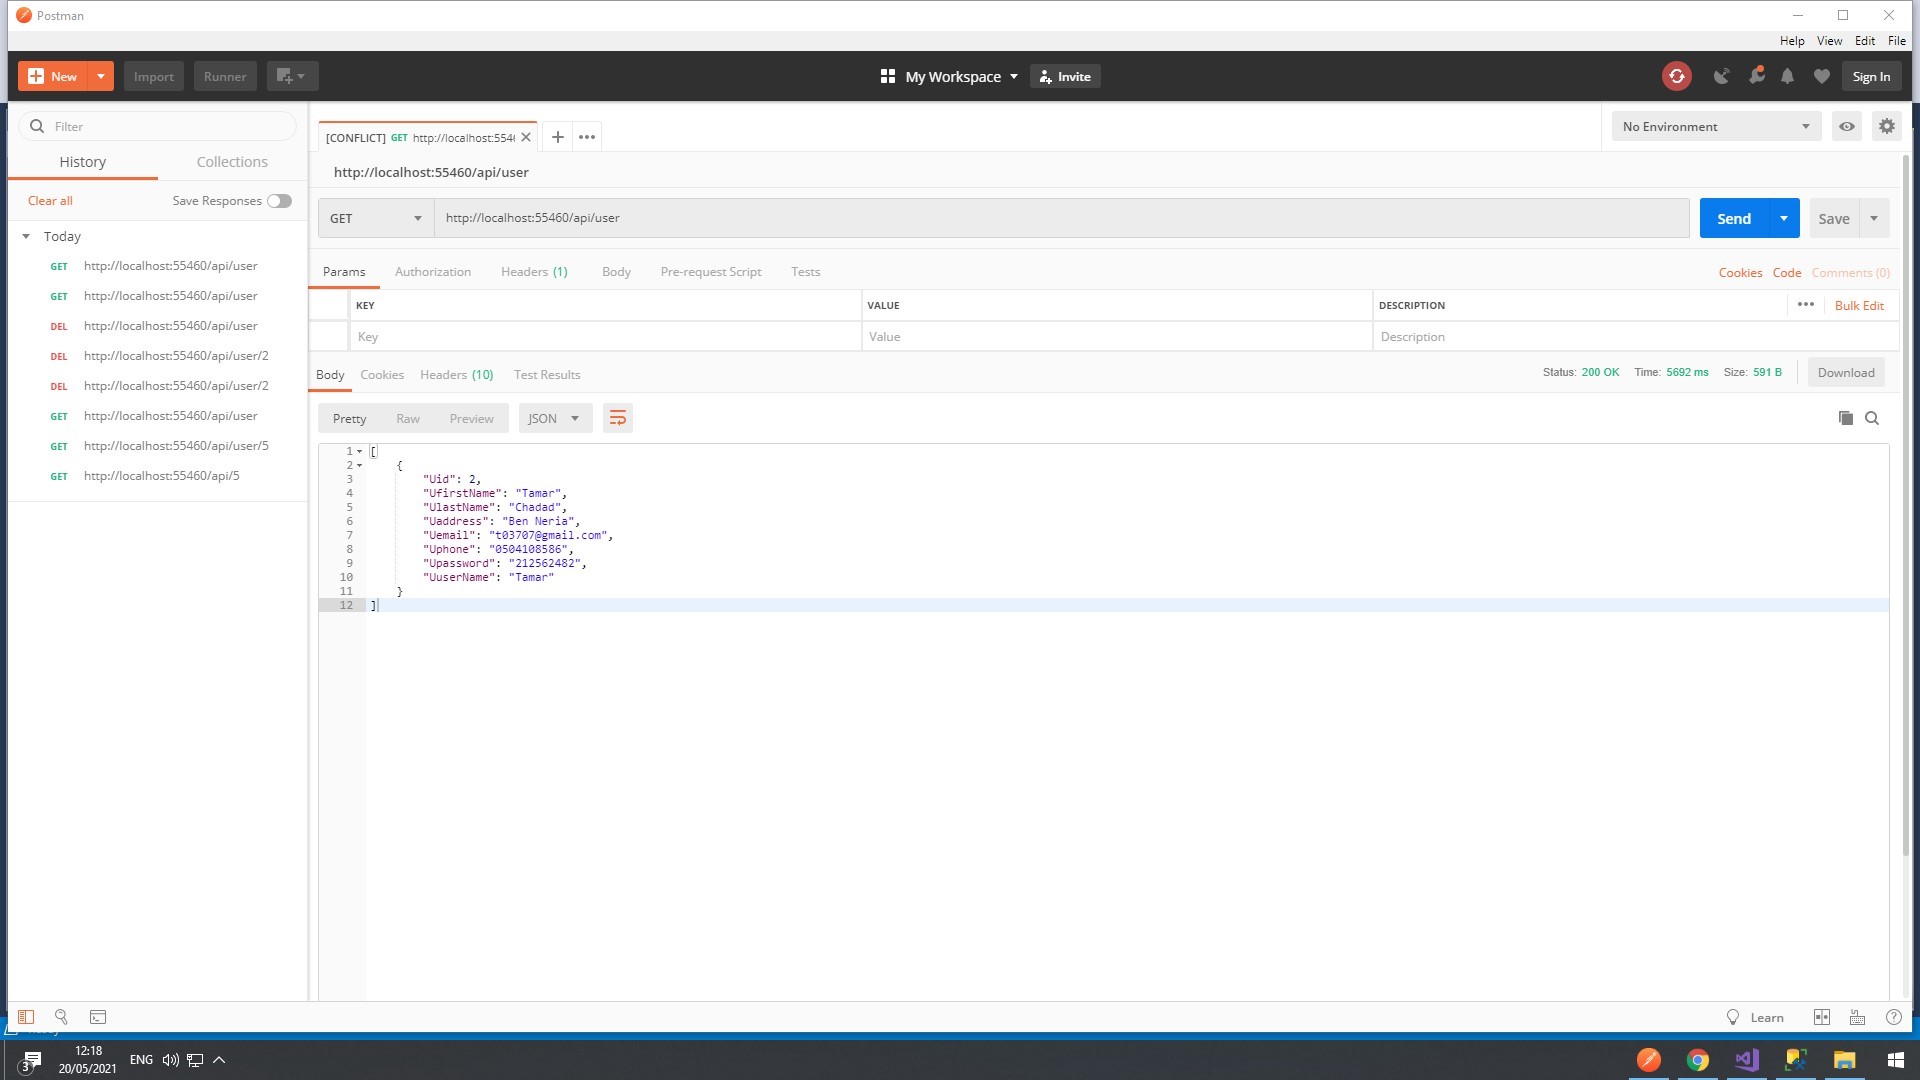 Postman
Help View Edit File
New Import Runner My Workspace Invite Sign In
Filter
History Collections
Clear all Save Responses
Today
GET http://localhost:55460/api/user
GET http://localhost:55460/api/user
DEL http://localhost:55460/api/user
DEL http://localhost:55460/api/user/2
DEL http://localhost:55460/api/user/2
GET http://localhost:55460/api/user
GET http://localhost:55460/api/user/5
GET http://localhost:55460/api/5
[CONFLICT] GET http://localhost:554
No Environment
http://localhost:55460/api/user
GET http://localhost:55460/api/user Send Save
Params Authorization Headers (1) Body Pre-request Script Tests Cookies Code Comments (0)
KEY VALUE DESCRIPTION ••• Bulk Edit
Key Value Description
Body Cookies Headers (10) Test Results Status: 200 OK Time: 5692 ms Size: 591 B Download
Pretty Raw Preview JSON
1 [
2 {
3 "Uid": 2,
4 "UfirstName": "Tamar",
5 "UlastName": "Chadad",
6 "Uaddress": "Ben Neria",
7 "Uemail": "t03707@gmail.com",
8 "Uphone": "0504108586",
9 "Upassword": "212562482",
10 "UuserName": "Tamar"
11 }
12 ]
Learn
3 12:18 ENG
20/05/2021